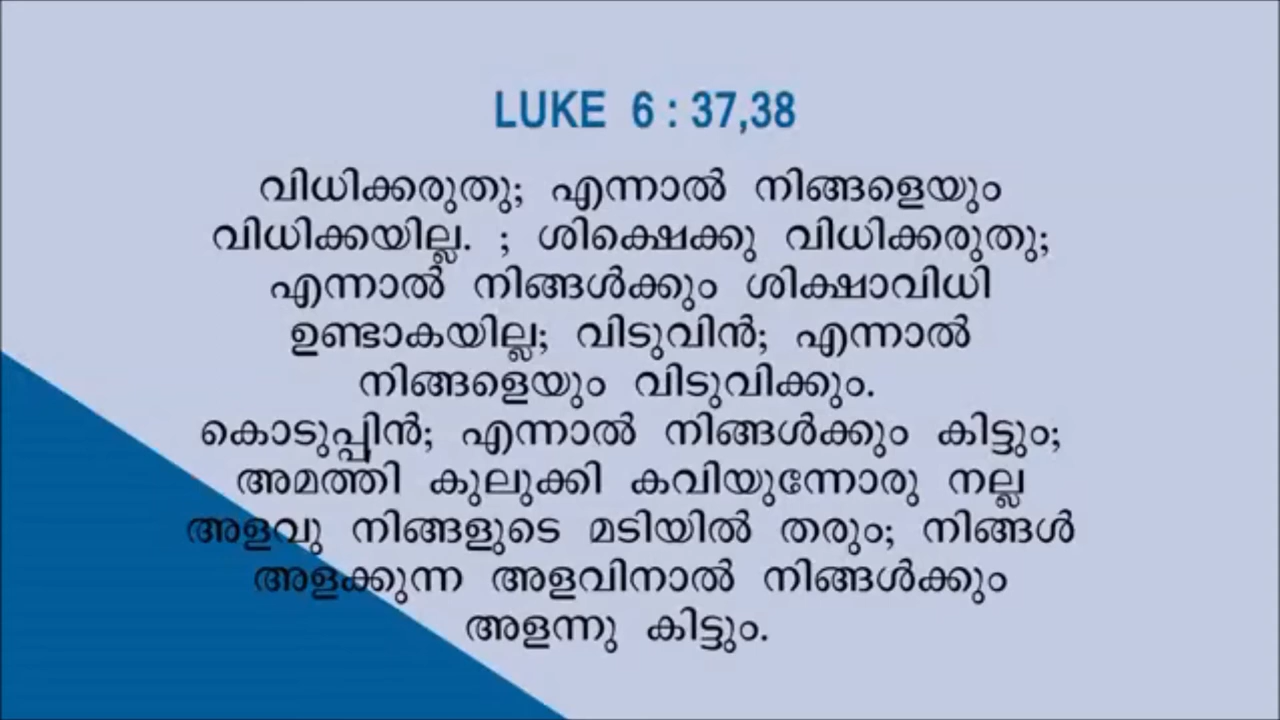 LUKE 6 : 37,38
വിധിക്കരുതു; എന്നാൽ നിങ്ങളെയും
വിധിക്കയില്ല. ; ശിക്ഷെക്കു വിധിക്കരുതു;
എന്നാൽ നിങ്ങൾക്കും ശിക്ഷാവിധി
ഉണ്ടാകയില്ല; വിടുവിൻ; എന്നാൽ
നിങ്ങളെയും വിടുവിക്കും.
കൊടുപ്പിൻ; എന്നാൽ നിങ്ങൾക്കും കിട്ടും;
അമത്തി കുലുക്കി കവിയുന്നോരു നല്ല
അളവു നിങ്ങളുടെ മടിയിൽ തരും; നിങ്ങൾ
അളക്കുന്ന അളവിനാൽ നിങ്ങൾക്കും
അളന്നു കിട്ടും.